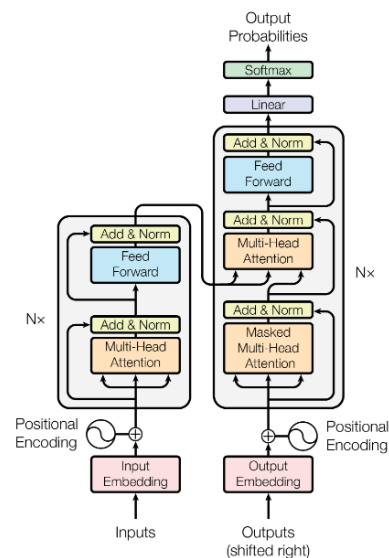 Output
Probabilities
Softmax
Linear
Add & Norm
Feed
Forward
Add & Norm
Multi-Head
Attention
Add & Norm
Masked
Multi-Head
Attention
N×
Add & Norm
Feed
Forward
N×
Add & Norm
Multi-Head
Attention
Positional
Encoding
Positional
Encoding
Input
Embedding
Output
Embedding
Inputs
Outputs
(shifted right)